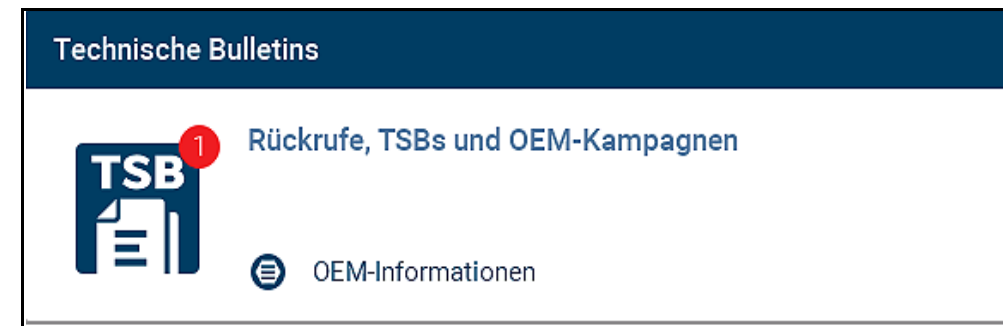 Technische Bulletins
1
Rückrufe, TSBs und OEM-Kampagnen
TSB
OEM-Informationen